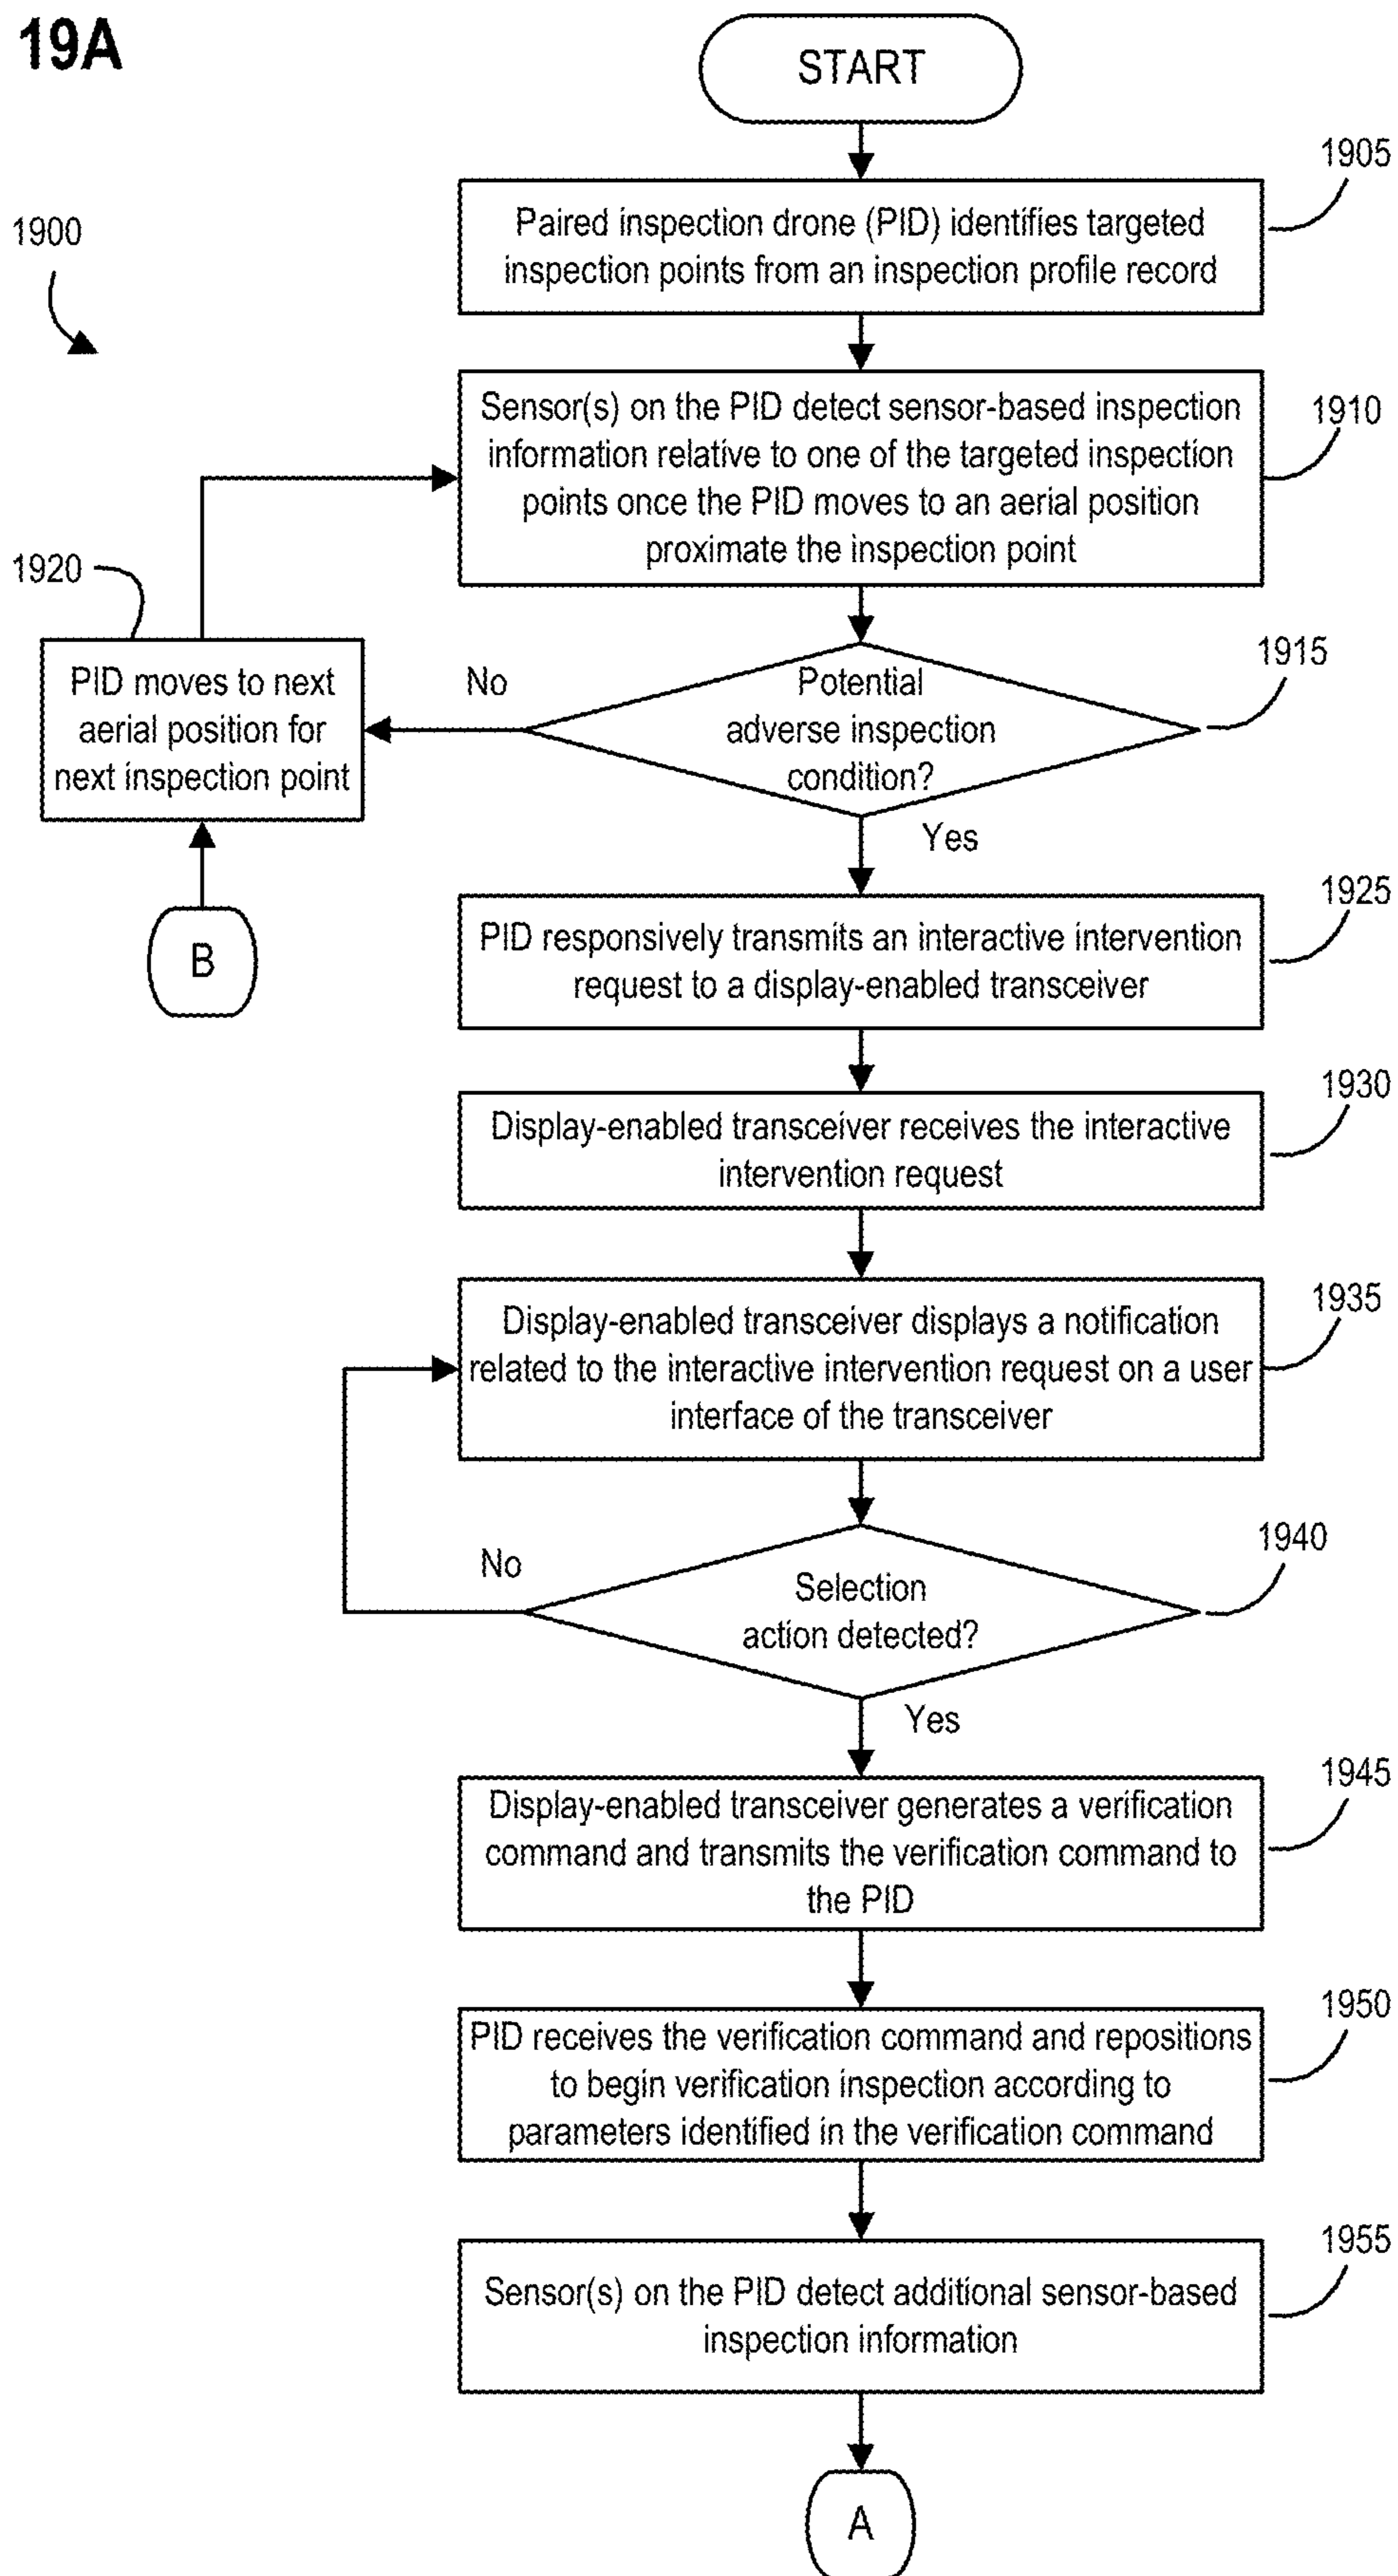 19A
START
1905
Paired inspection drone (PID) identifies targeted
inspection points from an inspection profile record
1900
Sensor(s) on the PID detect sensor-based inspection
information relative to one of the targeted inspection
points once the PID moves to an aerial position
proximate the inspection point
1910
1920
PID moves to next
aerial position for
next inspection point
No
Potential
adverse inspection
condition?
1915
Yes
B
1925
PID responsively transmits an interactive intervention
request to a display-enabled transceiver
1930
Display-enabled transceiver receives the interactive
intervention request
1935
Display-enabled transceiver displays a notification
related to the interactive intervention request on a user
interface of the transceiver
No
Selection
action detected?
1940
Yes
1945
Display-enabled transceiver generates a verification
command and transmits the verification command to
the PID
1950
PID receives the verification command and repositions
to begin verification inspection according to
parameters identified in the verification command
1955
Sensor(s) on the PID detect additional sensor-based
inspection information
A